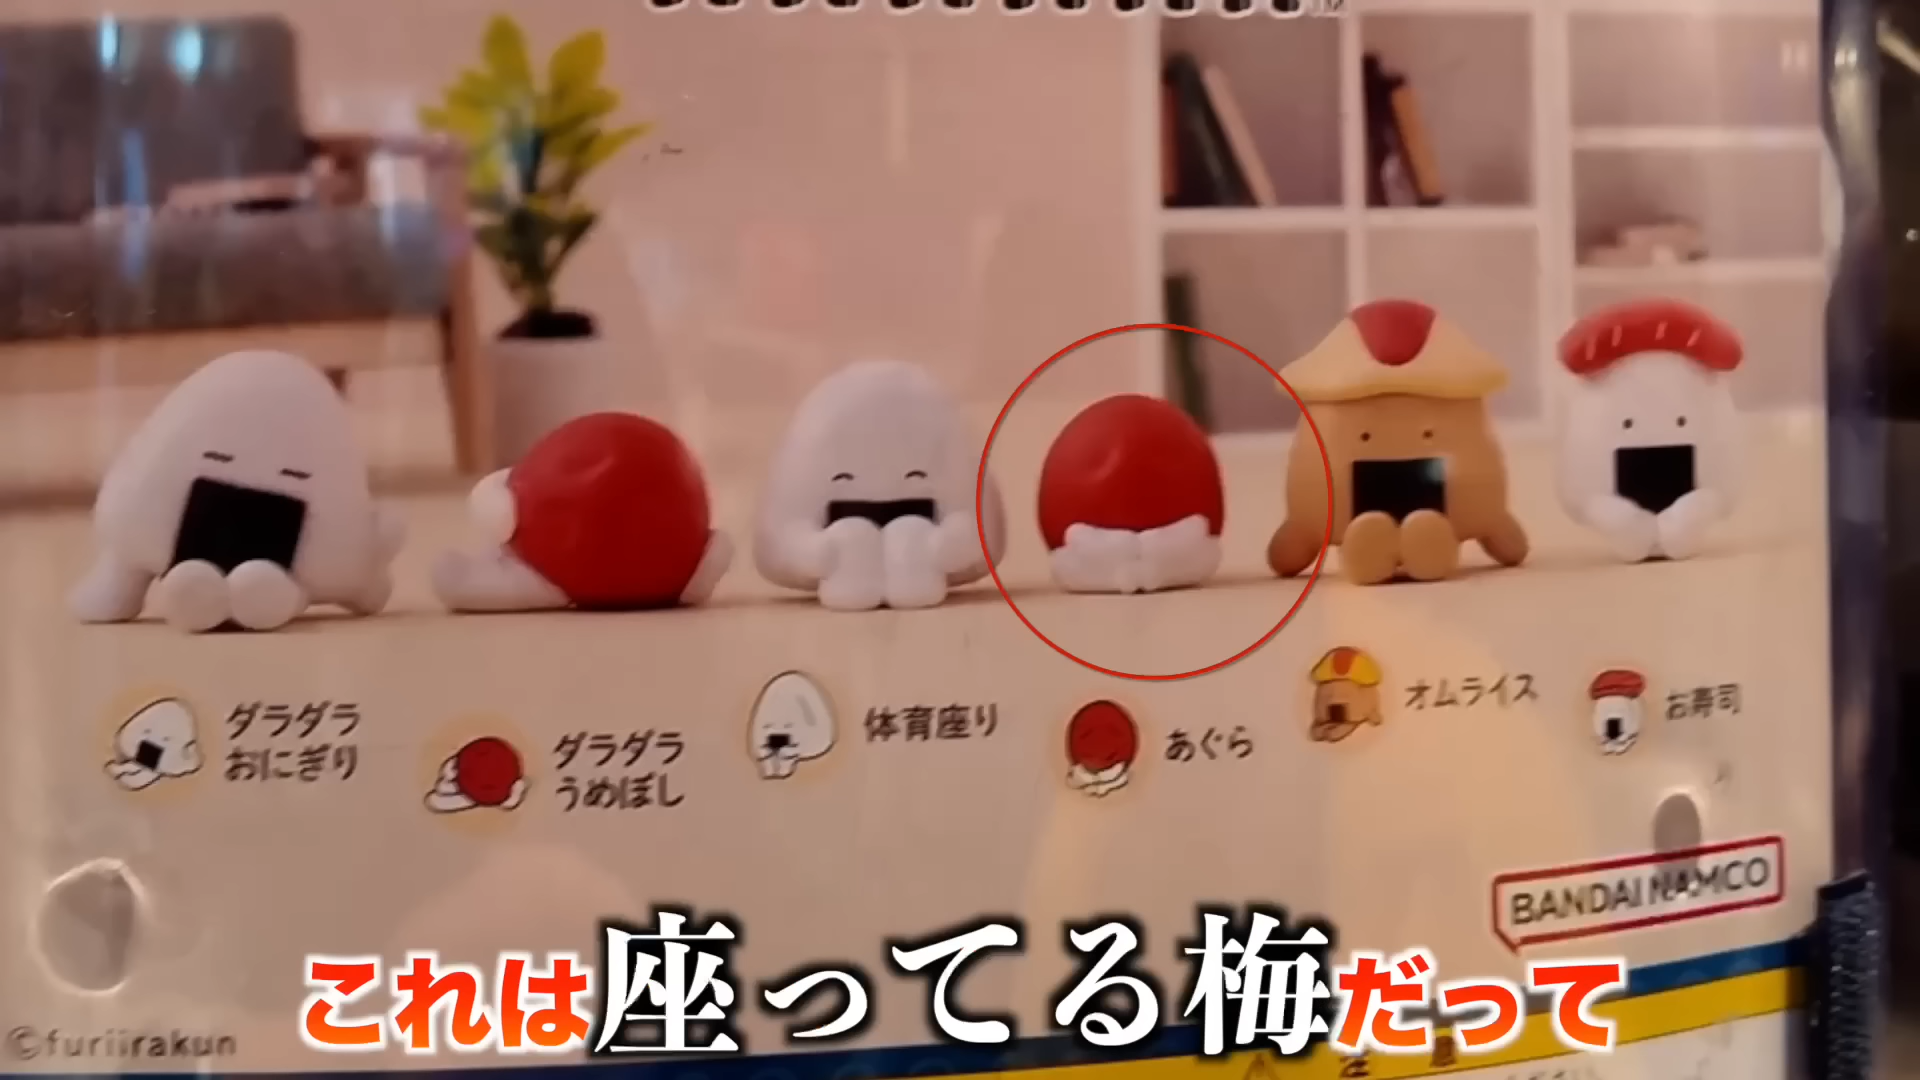 ダラダラ
おにぎり
ダラダラ
うめぼし
体育座り
あぐら
オムライス
お寿司
BANDAI NAMCO
これは座ってる梅だって
©furiirakun
注意